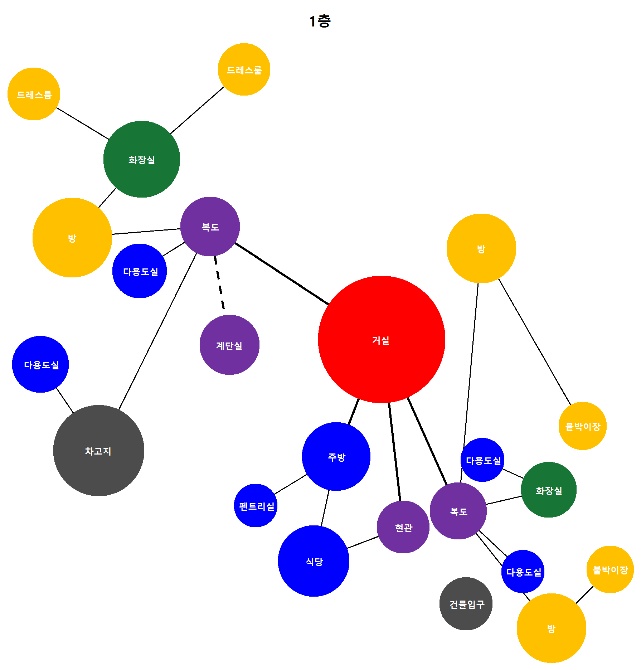 1층
드레스룸
드레스룸
화장실
복도
방
방
다용도실
거실
계단실
다용도실
붙박이장
차고지
주방
다용도실
화장실
펜트리실
복도
현관
식당
다용도실
붙박이장
건물입구
방